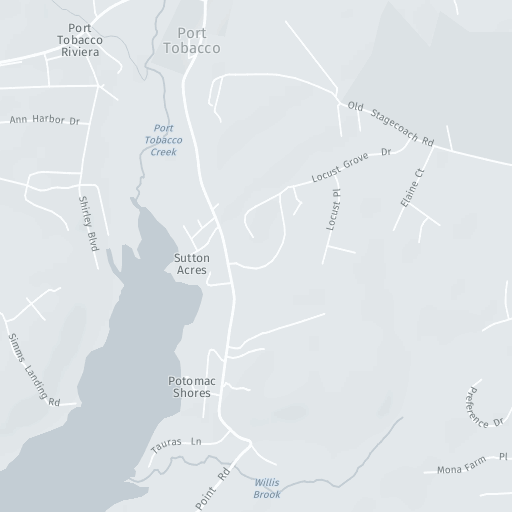 Port
Tobacco
Riviera
Port
Tobacco
Old Stagecoach Rd
Ann Harbor Dr
Port
Tobacco
Creek
Locust Grove Dr
Elaine Ct
Locust Pl
Shirley Blvd
Sutton
Acres
Simms Landing Rd
Potomac
Shores
Preference Dr
Tauras Ln
Mona Farm Pl
Point Rd
Willis
Brook